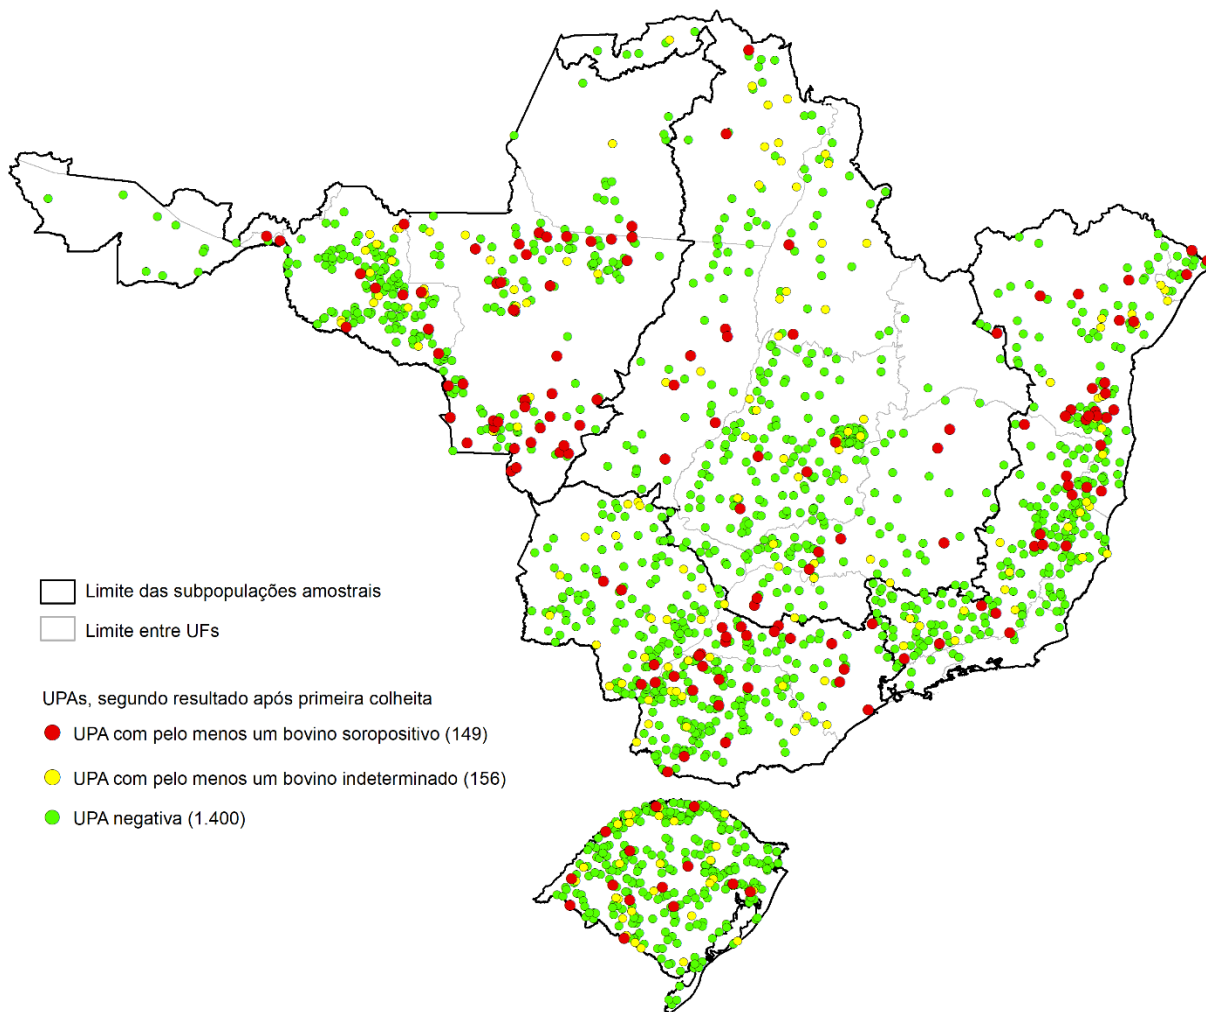 Limite das subpopulações amostrais
Limite entre UFs
UPAs, segundo resultado após primeira colheita
UPA com pelo menos um bovino soropositivo (149)
UPA com pelo menos um bovino indeterminado (156)
UPA negativa (1.400)